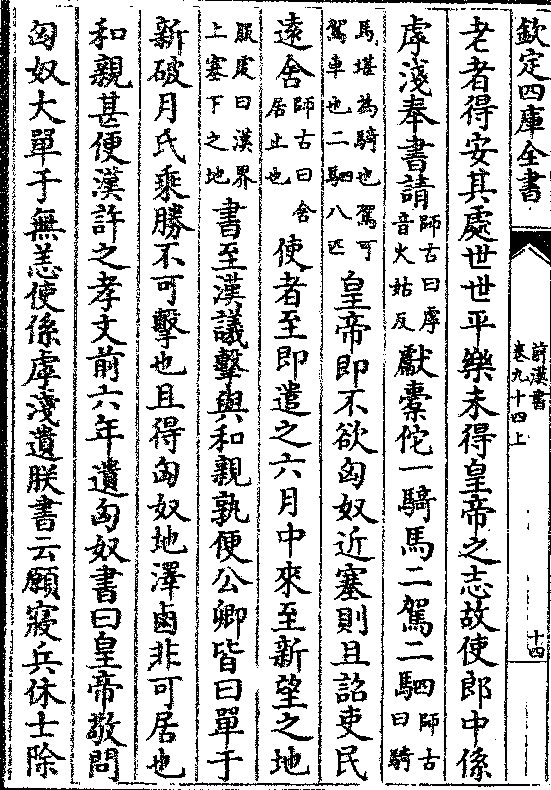 欽定四庫全書
前漢書
卷九十四上
十四
老者得安其處世世平樂未得皇帝之志故使郎中係
虖淺奉書請師古曰虖音火姑反獻橐佗一騎馬二駕二駟師古曰騎
馬堪為騎也駕可駕車也二駟八匹皇帝即不欲匈奴近塞則且詔吏民
遠舍師古曰舍居止也使者至即遣之六月中來至新望之地
服虔曰漢界上塞下之地書至漢議擊與和親孰便公卿皆曰單于
新破月氏乘勝不可擊也且得匈奴地澤鹵非可居也
和親甚便漢許之孝文前六年遺匈奴書曰皇帝敬問
匈奴大單于無恙使係虖淺遺朕書云願寢兵休士除